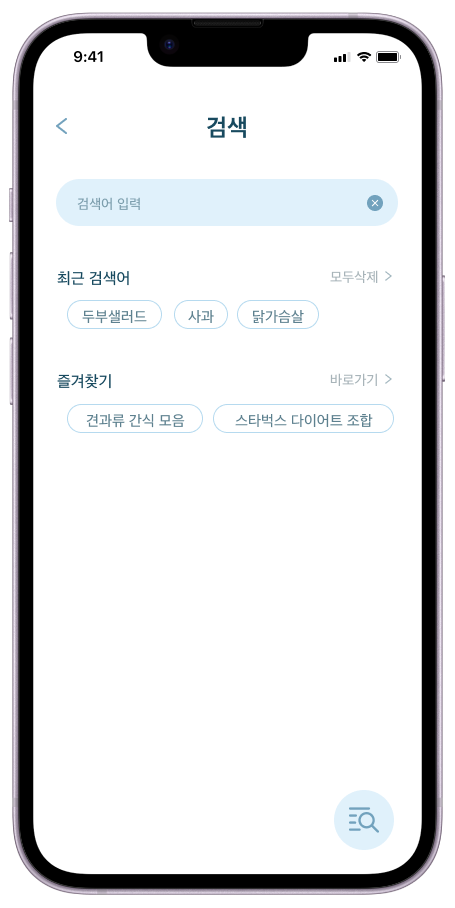 9:41
검색
검색어 입력
최근 검색어 모두삭제
두부샐러드 사과 닭가슴살
즐겨찾기 바로가기
견과류 간식 모음 스타벅스 다이어트 조합